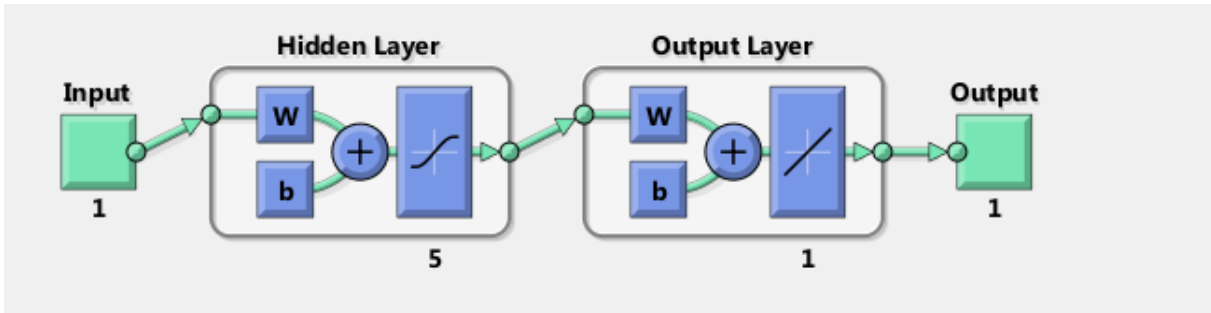 Hidden Layer
Output Layer
Input
Output
W
+
b
W
+
b
1
1
5
1